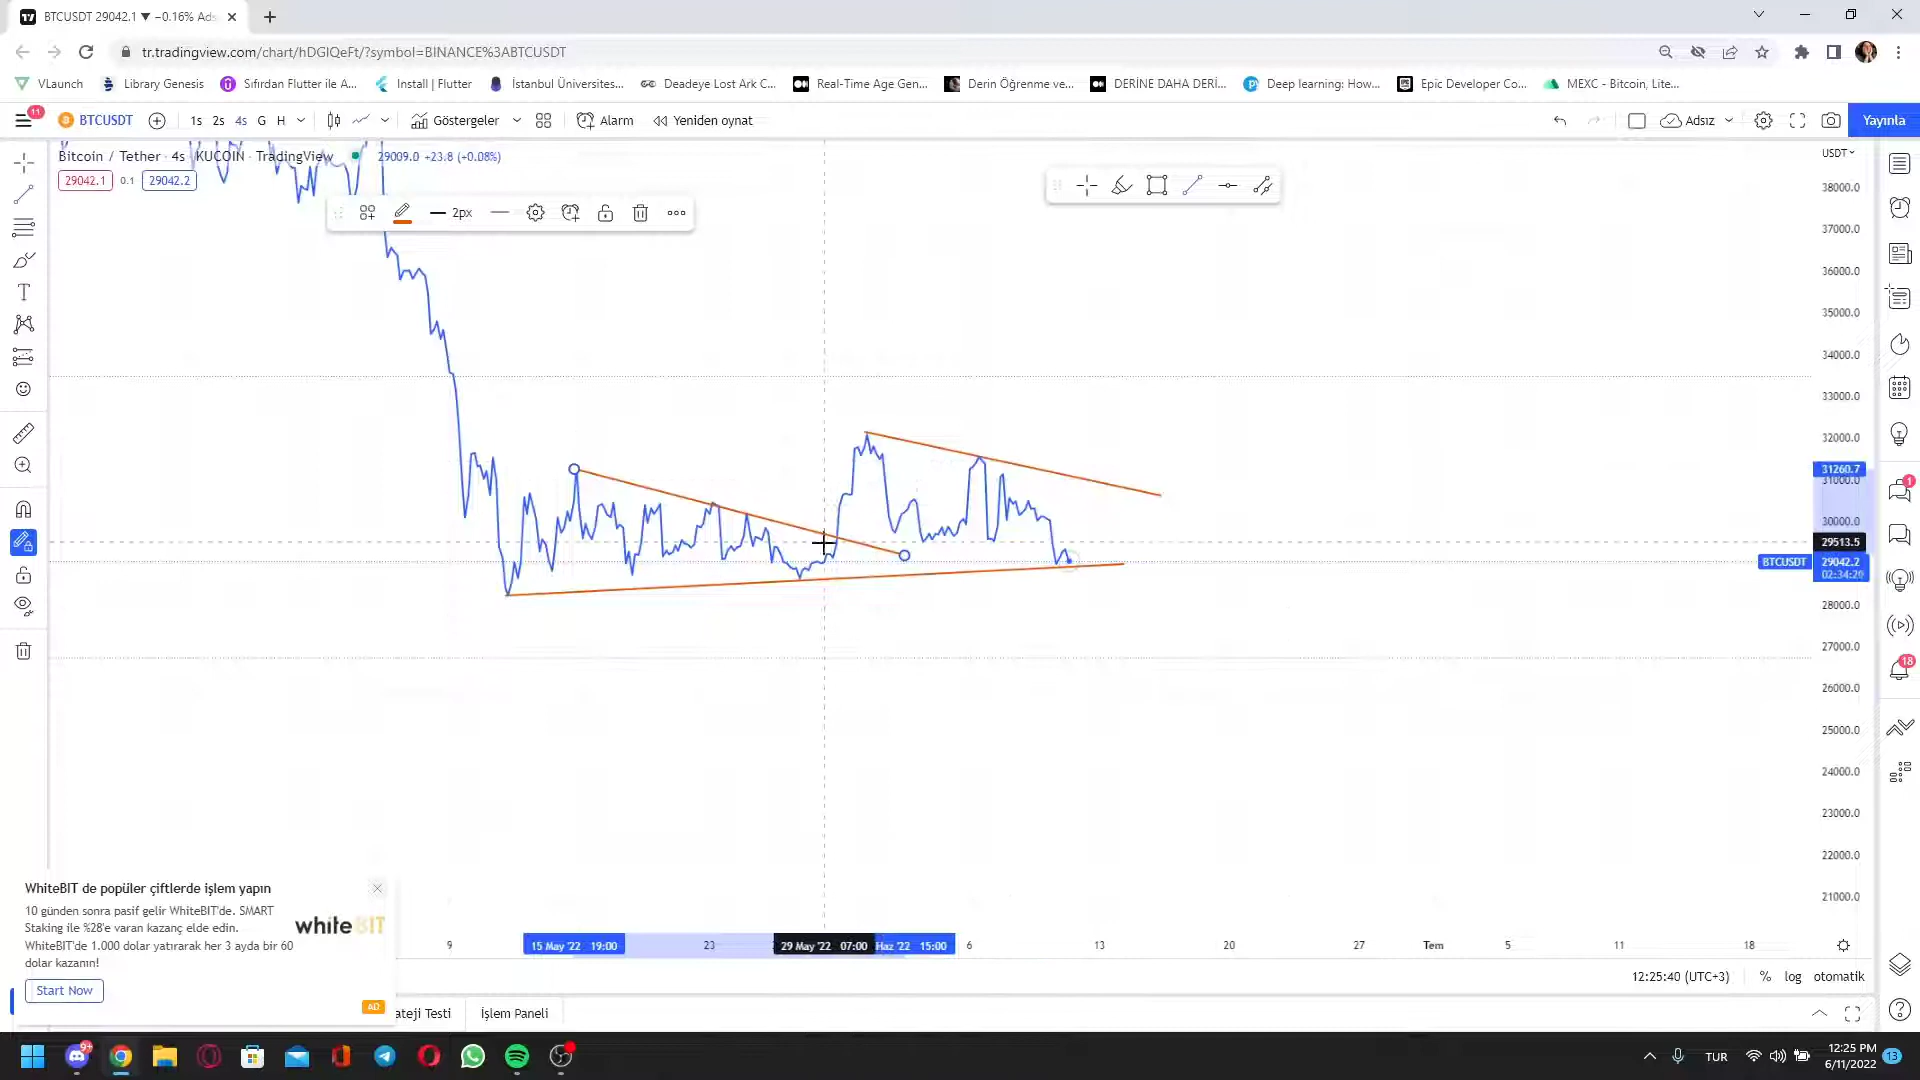 BTCUSDT 29042.1 ▼ −0.16% Ads
tr.tradingview.com/chart/hDGlQeFt/?symbol=BINANCE%3ABTCUSDT
VLaunch
Library Genesis
Sıfırdan Flutter ile A...
Install | Flutter
İstanbul Üniversites...
Deadeye Lost Ark C...
Real-Time Age Gen...
Derin Öğrenme ve...
DERİNE DAHA DERİ...
Deep learning: How...
Epic Developer Co...
MEXC - Bitcoin, Lite...
11
BTCUSDT
1s 2s 4s G H
Göstergeler
Alarm
Yeniden oynat
Adsız
Yayınla
Bitcoin / Tether · 4s · KUCOIN · TradingView
29009.0 +23.8 (+0.08%)
29042.1 0.1 29042.2
2px
USDT
38000.0
37000.0
36000.0
35000.0
34000.0
33000.0
32000.0
31260.7
31000.0
30000.0
29513.5
BTCUSDT 29042.2
02:34:20
28000.0
27000.0
26000.0
25000.0
24000.0
23000.0
22000.0
21000.0
1
18
WhiteBIT de popüler çiftlerde işlem yapın
10 günden sonra pasif gelir WhiteBIT'de. SMART
Staking ile %28'e varan kazanç elde edin.
WhiteBIT'de 1.000 dolar yatırarak her 3 ayda bir 60
dolar kazanın!
whiteBIT
Start Now
AD
9 15 May '22 19:00 23 29 May '22 07:00 Haz '22 15:00 6 13 20 27 Tem 5 11 18
12:25:40 (UTC+3) % log otomatik
ateji Testi
İşlem Paneli
9+
TUR
12:25 PM
6/11/2022
13